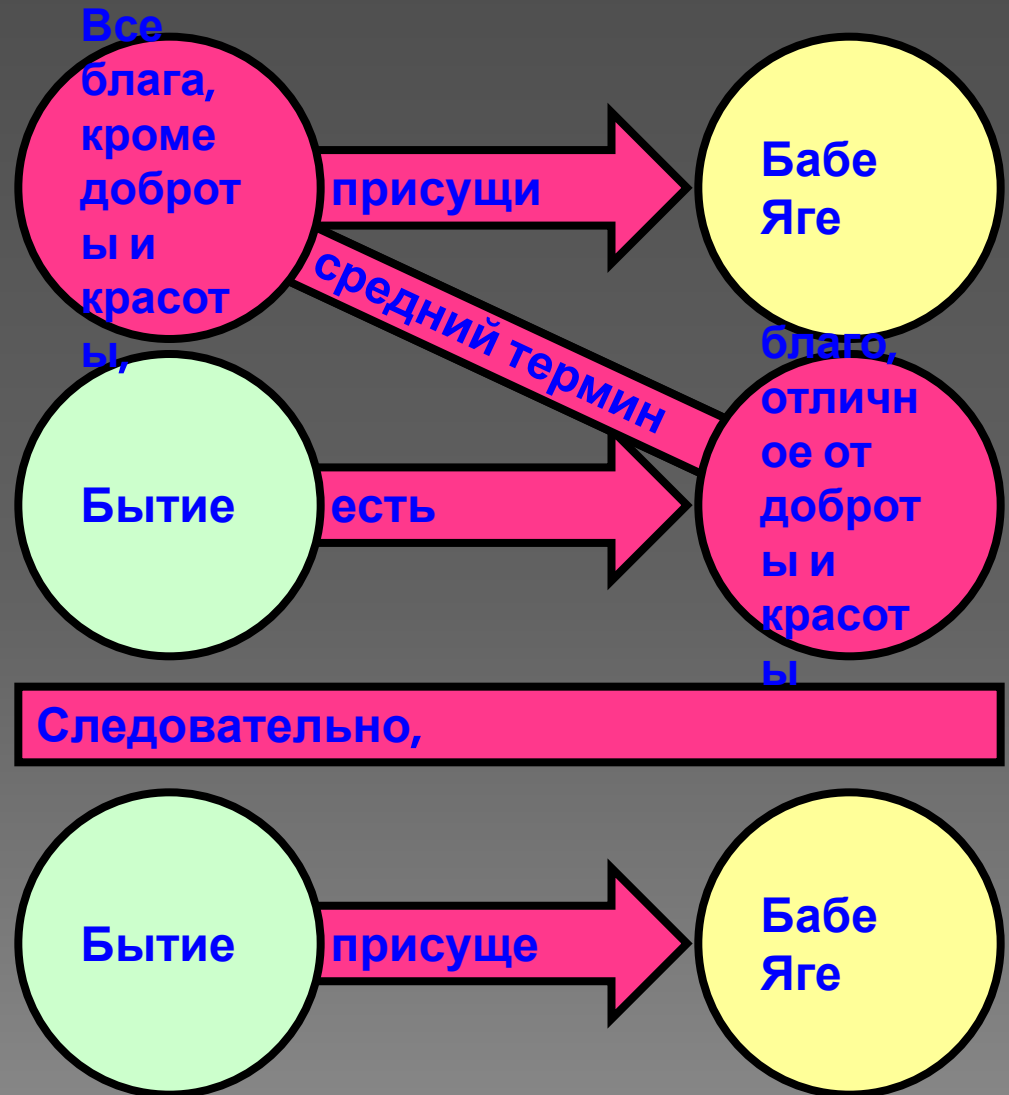 Все
блага,
кроме
доброт
ы и
красот
ы,
присущи
Бабе
Яге
средний термин
Бытие
есть
благо,
отличн
ое от
доброт
ы и
красот
ы
Следовательно,
Бытие
присуще
Бабе
Яге